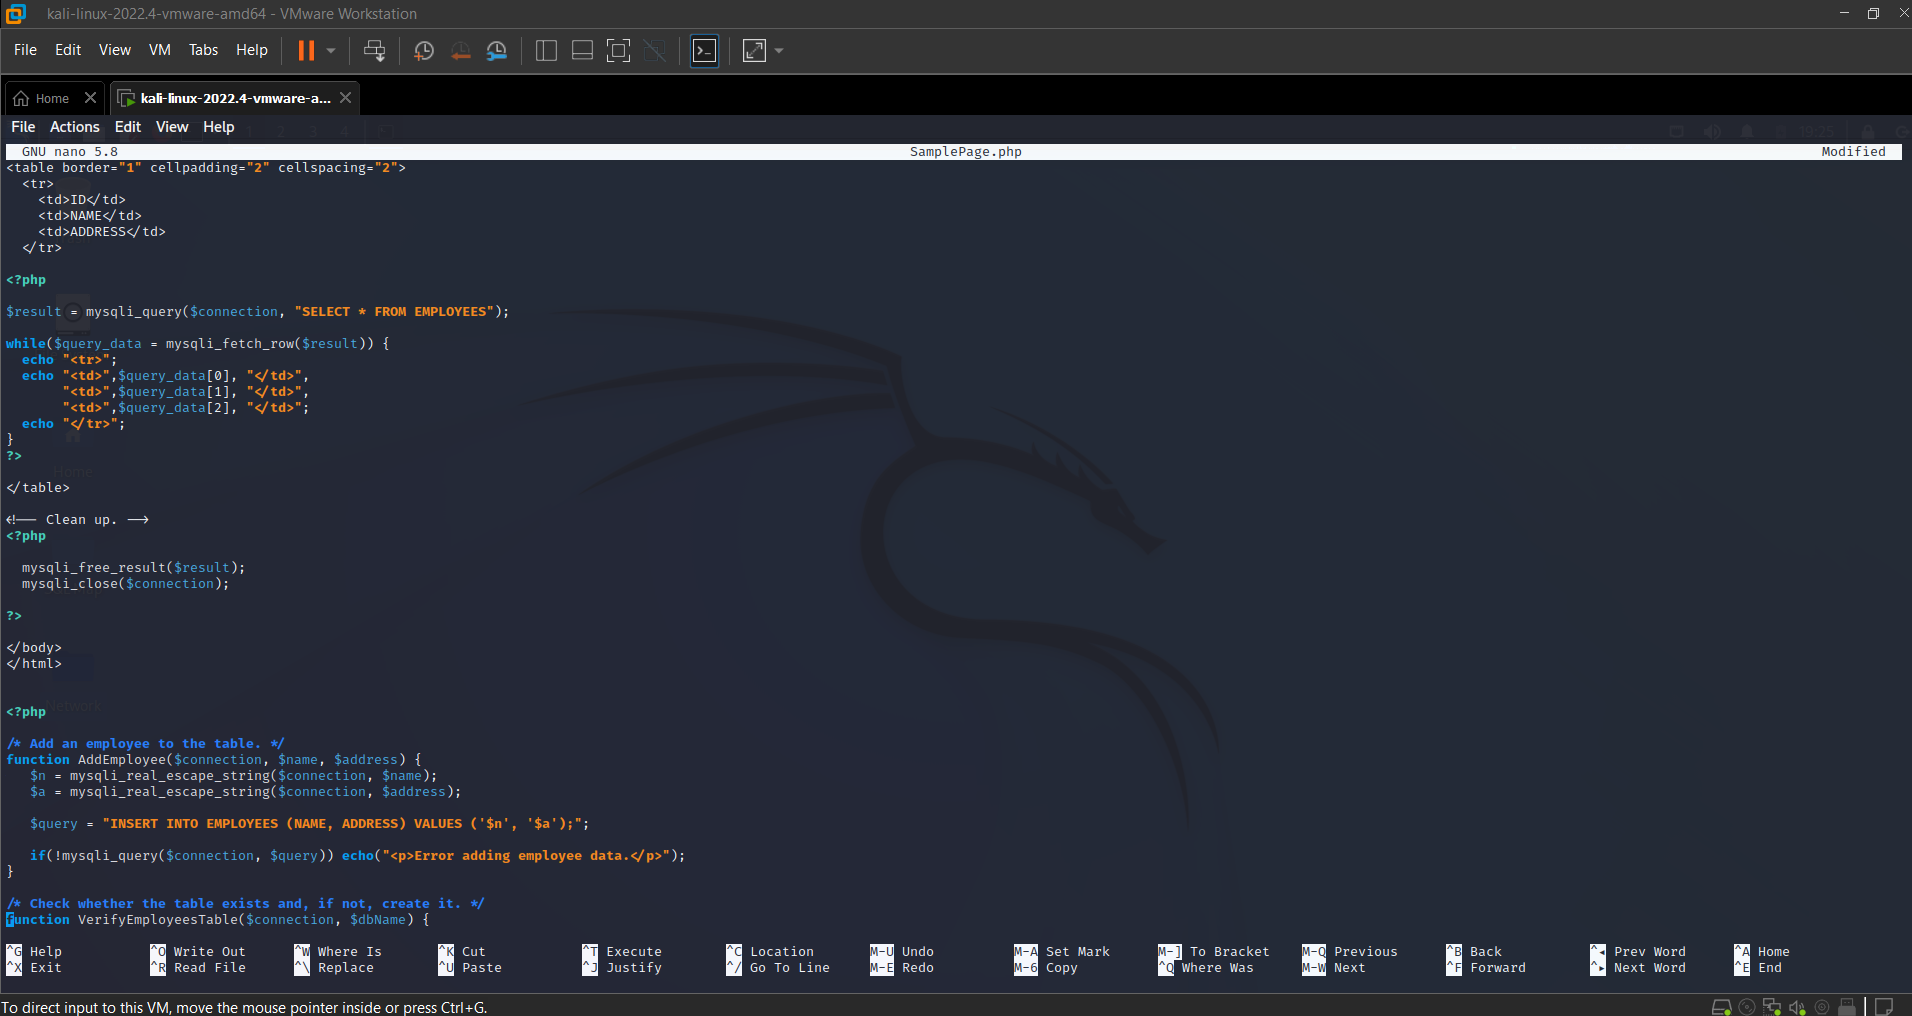 kali-linux-2022.4-vmware-amd64 - VMware Workstation
File Edit View VM Tabs Help
Home kali-linux-2022.4-vmware-a...
File Actions Edit View Help
GNU nano 5.8 SamplePage.php Modified
<table border="1" cellpadding="2" cellspacing="2">
  <tr>
    <td>ID</td>
    <td>NAME</td>
    <td>ADDRESS</td>
  </tr>

<?php

$result = mysqli_query($connection, "SELECT * FROM EMPLOYEES");

while($query_data = mysqli_fetch_row($result)) {
  echo "<tr>";
  echo "<td>",$query_data[0], "</td>",
       "<td>",$query_data[1], "</td>",
       "<td>",$query_data[2], "</td>";
  echo "</tr>";
}
?>

</table>

<!-- Clean up. -->
<?php

  mysqli_free_result($result);
  mysqli_close($connection);

?>

</body>
</html>


<?php

/* Add an employee to the table. */
function AddEmployee($connection, $name, $address) {
   $n = mysqli_real_escape_string($connection, $name);
   $a = mysqli_real_escape_string($connection, $address);

   $query = "INSERT INTO EMPLOYEES (NAME, ADDRESS) VALUES ('$n', '$a');";

   if(!mysqli_query($connection, $query)) echo("<p>Error adding employee data.</p>");
}

/* Check whether the table exists and, if not, create it. */
function VerifyEmployeesTable($connection, $dbName) {
^G Help ^O Write Out ^W Where Is ^K Cut ^T Execute ^C Location M-U Undo M-A Set Mark M-] To Bracket M-Q Previous ^B Back ^◂ Prev Word ^A Home
^X Exit ^R Read File ^\ Replace ^U Paste ^J Justify ^/ Go To Line M-E Redo M-6 Copy ^Q Where Was M-W Next ^F Forward ^▸ Next Word ^E End
To direct input to this VM, move the mouse pointer inside or press Ctrl+G.